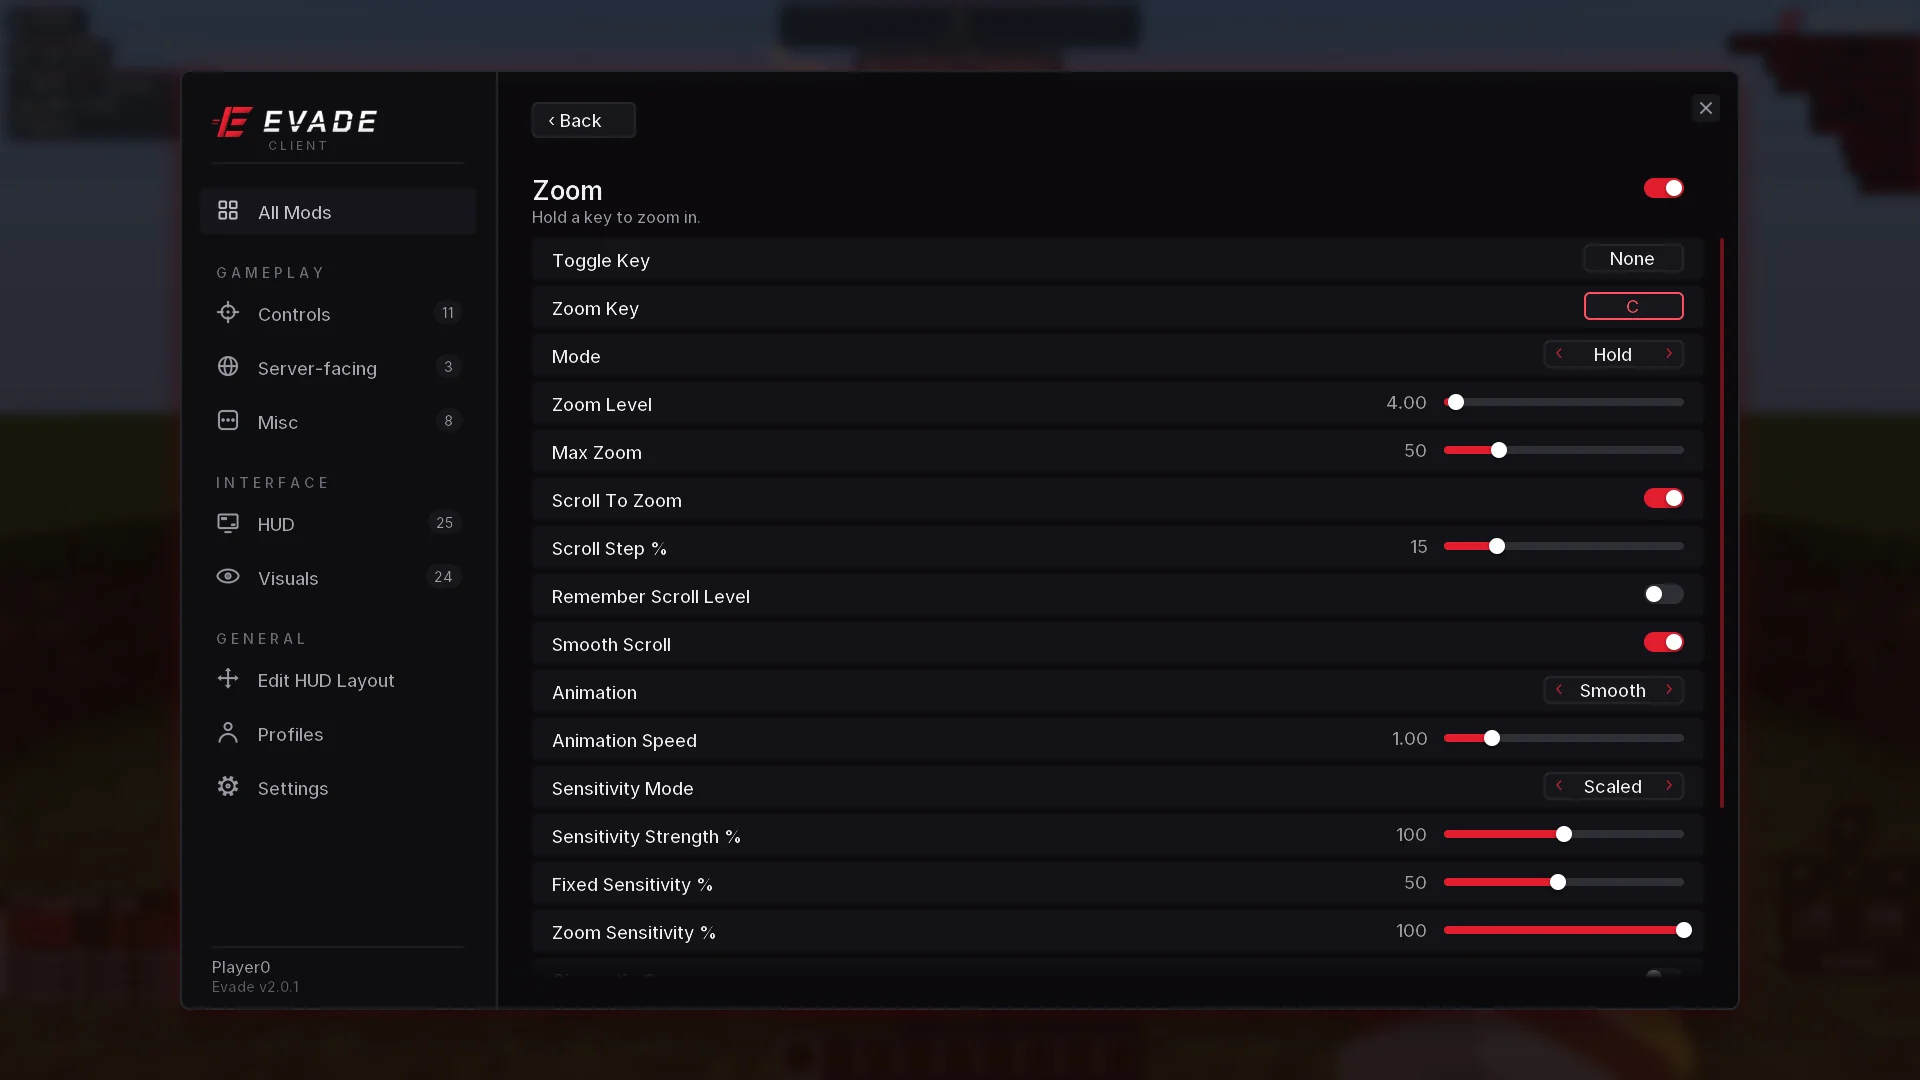 EVADE
CLIENT
All Mods
GAMEPLAY
Controls 11
Server-facing 3
Misc 8
INTERFACE
HUD 25
Visuals 24
GENERAL
Edit HUD Layout
Profiles
Settings
Player0
Evade v2.0.1
‹ Back
Zoom
Hold a key to zoom in.
Toggle Key None
Zoom Key C
Mode Hold
Zoom Level 4.00
Max Zoom 50
Scroll To Zoom
Scroll Step % 15
Remember Scroll Level
Smooth Scroll
Animation Smooth
Animation Speed 1.00
Sensitivity Mode Scaled
Sensitivity Strength % 100
Fixed Sensitivity % 50
Zoom Sensitivity % 100